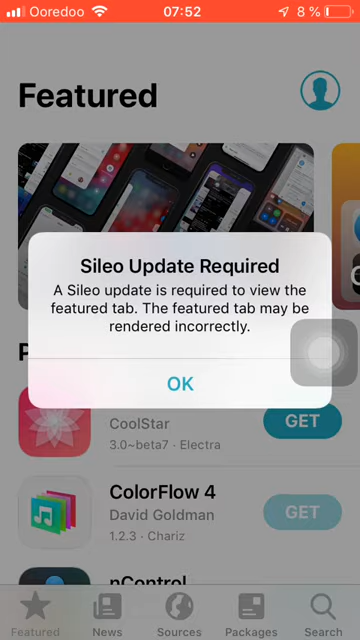 Ooredoo 07:52 8 %
Featured
Sileo Update Required
A Sileo update is required to view the
featured tab. The featured tab may be
rendered incorrectly.
OK
CoolStar
GET
3.0~beta7 · Electra
ColorFlow 4
David Goldman
GET
1.2.3 · Chariz
nControl
Featured News Sources Packages Search